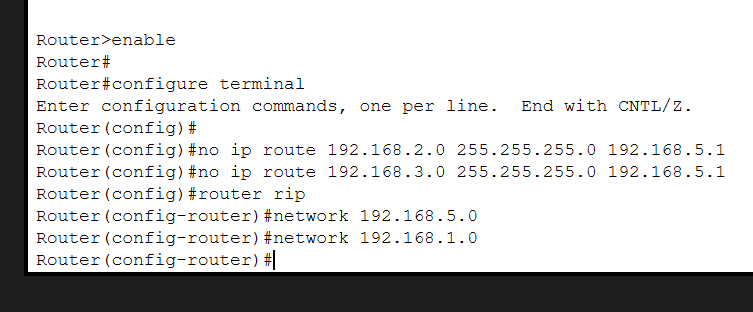 Router>enable
Router#
Router#configure terminal
Enter configuration commands, one per line.  End with CNTL/Z.
Router(config)#
Router(config)#no ip route 192.168.2.0 255.255.255.0 192.168.5.1
Router(config)#no ip route 192.168.3.0 255.255.255.0 192.168.5.1
Router(config)#router rip
Router(config-router)#network 192.168.5.0
Router(config-router)#network 192.168.1.0
Router(config-router)#